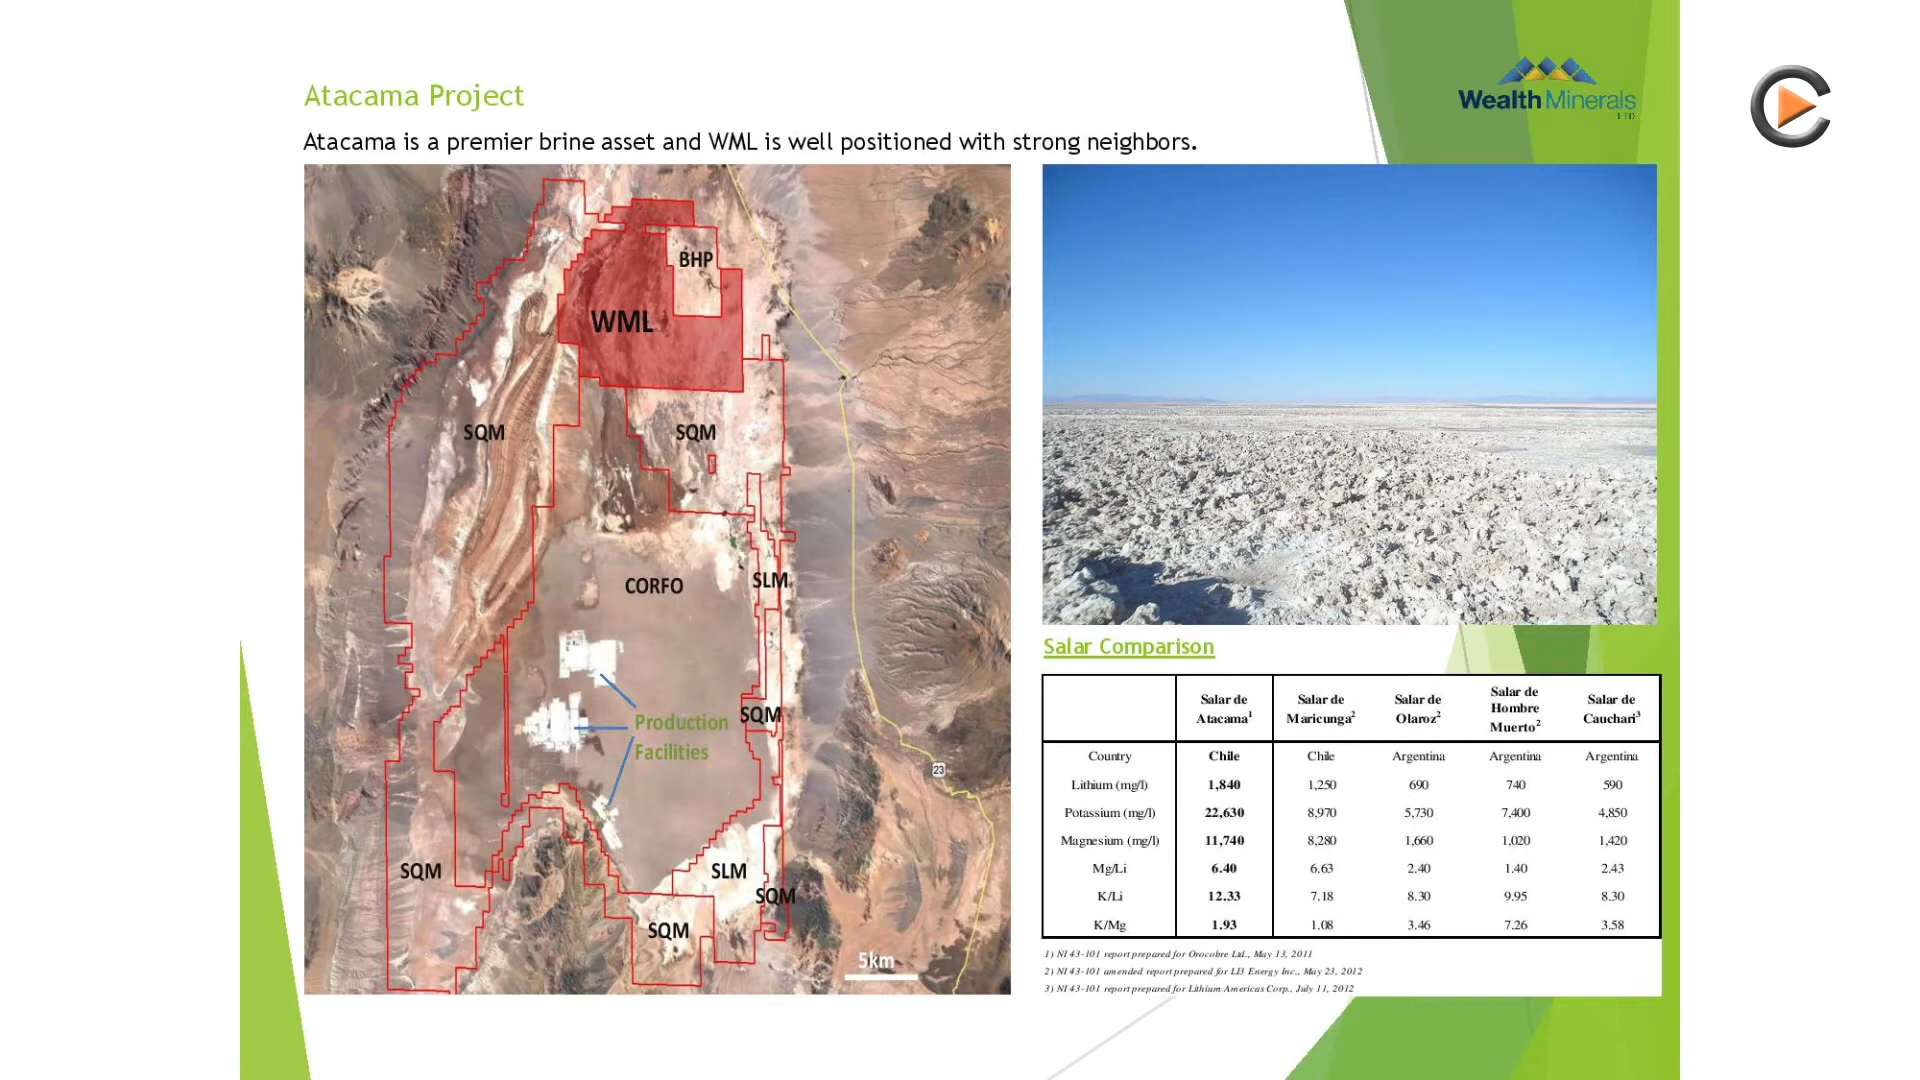 Atacama Project
Wealth Minerals
LTD
Atacama is a premier brine asset and WML is well positioned with strong neighbors.
BHP
WML
SQM
SQM
CORFO
SLM
Production
Facilities
SQM
23
SQM
SLM
SQM
SQM
5km
Salar Comparison
Salar de Atacama1 Salar de Maricunga2 Salar de Olaroz2 Salar de Hombre Muerto2 Salar de Cauchari3
Country Chile Chile Argentina Argentina Argentina
Lithium (mg/l) 1,840 1,250 690 740 590
Potassium (mg/l) 22,630 8,970 5,730 7,400 4,850
Magnesium (mg/l) 11,740 8,280 1,660 1,020 1,420
Mg/Li 6.40 6.63 2.40 1.40 2.43
K/Li 12.33 7.18 8.30 9.95 8.30
K/Mg 1.93 1.08 3.46 7.26 3.58
1) NI 43-101 report prepared for Orocobre Ltd., May 13, 2011
2) NI 43-101 amended report prepared for LI3 Energy Inc., May 23, 2012
3) NI 43-101 report prepared for Lithium Americas Corp., July 11, 2012